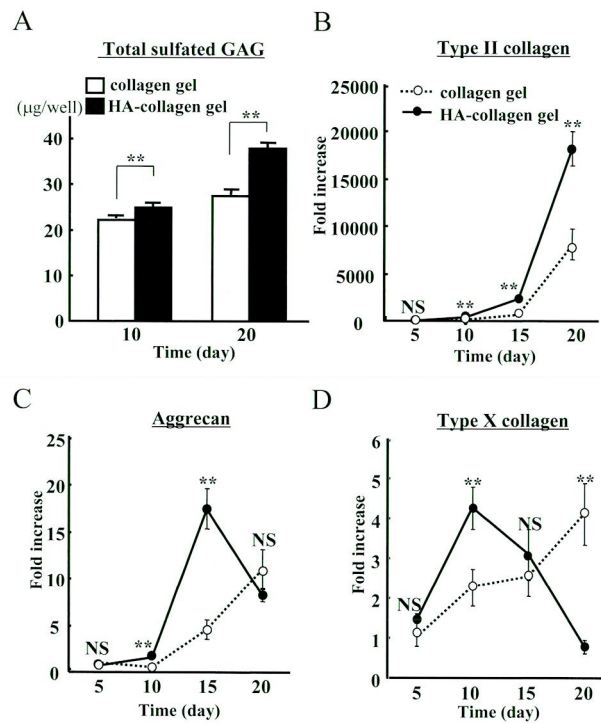 A
Total sulfated GAG
collagen gel
(µg/well)
HA-collagen gel
**
**
40
30
20
10
0
10
20
Time (day)
B
Type II collagen
25000
20000
15000
10000
5000
0
Fold increase
collagen gel
HA-collagen gel
NS
**
**
**
5
10
15
20
Time (day)
C
Aggrecan
25
20
15
10
5
0
Fold increase
NS
**
**
NS
5
10
15
20
Time (day)
D
Type X collagen
6
5
4
3
2
1
0
Fold increase
NS
**
NS
**
5
10
15
20
Time (day)